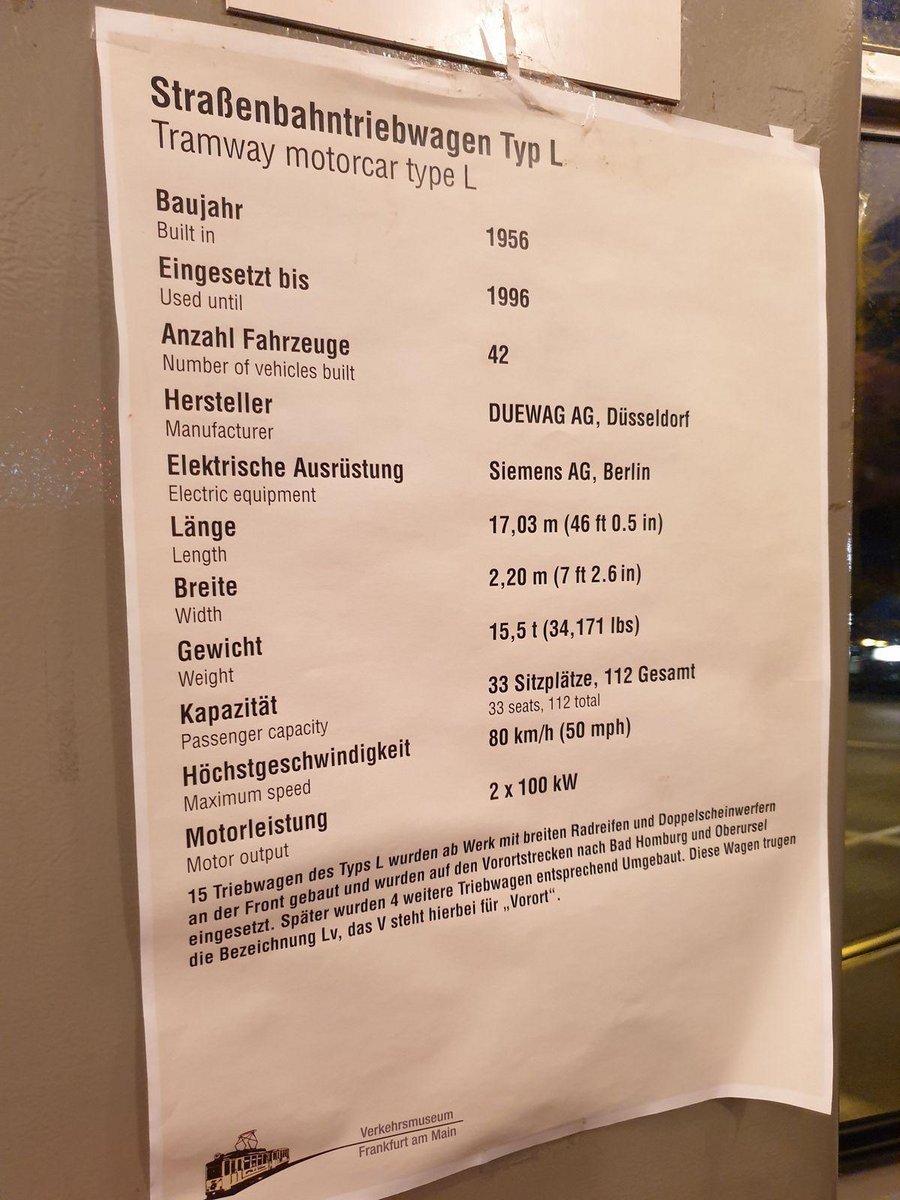 Straßenbahntriebwagen Typ L
Tramway motorcar type L
Baujahr
Built in
1956
Eingesetzt bis
Used until
1996
Anzahl Fahrzeuge
Number of vehicles built
42
Hersteller
Manufacturer
DUEWAG AG, Düsseldorf
Elektrische Ausrüstung
Electric equipment
Siemens AG, Berlin
Länge
Length
17,03 m (46 ft 0.5 in)
Breite
Width
2,20 m (7 ft 2.6 in)
Gewicht
Weight
15,5 t (34,171 lbs)
Kapazität
Passenger capacity
33 Sitzplätze, 112 Gesamt
33 seats, 112 total
Höchstgeschwindigkeit
Maximum speed
80 km/h (50 mph)
Motorleistung
Motor output
2 x 100 kW
15 Triebwagen des Typs L wurden ab Werk mit breiten Radreifen und Doppelscheinwerfern
an der Front gebaut und wurden auf den Vorortstrecken nach Bad Homburg und Oberursel
eingesetzt. Später wurden 4 weitere Triebwagen entsprechend Umgebaut. Diese Wagen trugen
die Bezeichnung Lv, das V steht hierbei für „Vorort“.
Verkehrsmuseum
Frankfurt am Main